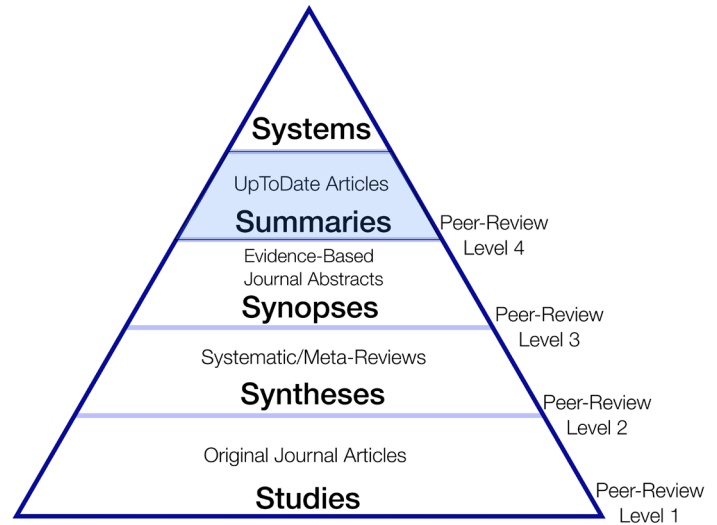 Systems
UpToDate Articles
Summaries
Peer-Review
Level 4
Evidence-Based
Journal Abstracts
Synopses
Peer-Review
Level 3
Systematic/Meta-Reviews
Syntheses
Peer-Review
Level 2
Original Journal Articles
Studies
Peer-Review
Level 1